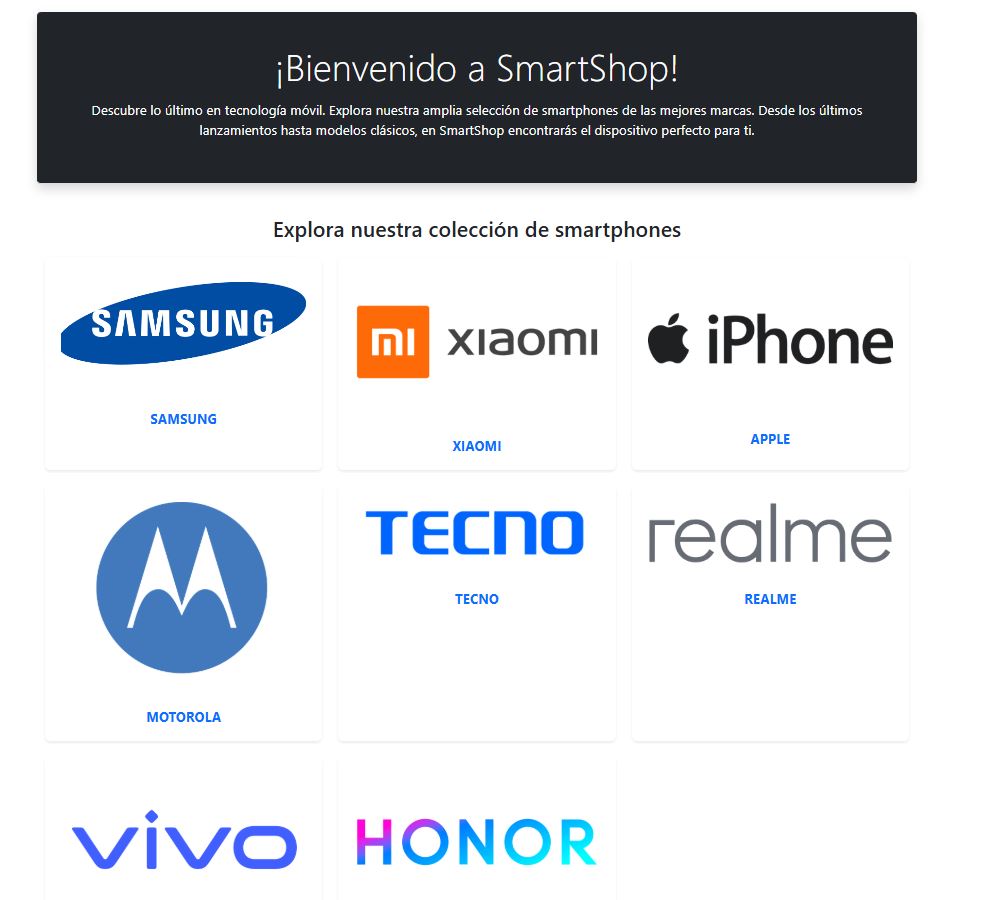 ¡Bienvenido a SmartShop!
Descubre lo último en tecnología móvil. Explora nuestra amplia selección de smartphones de las mejores marcas. Desde los últimos
lanzamientos hasta modelos clásicos, en SmartShop encontrarás el dispositivo perfecto para ti.
Explora nuestra colección de smartphones
SAMSUNG
SAMSUNG
mi xiaomi
XIAOMI
iPhone
APPLE
MOTOROLA
TECNO
TECNO
realme
REALME
vivo
HONOR